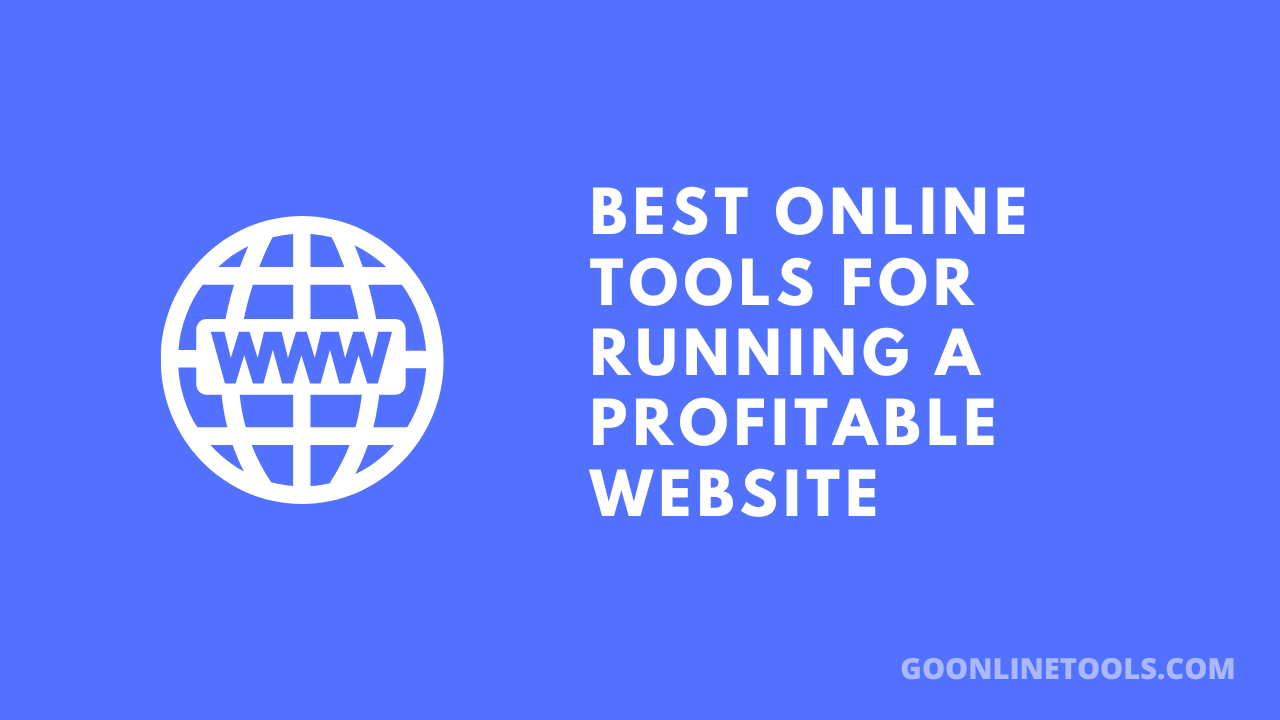 WWW
BEST ONLINE
TOOLS FOR
RUNNING A
PROFITABLE
WEBSITE
GOONLINETOOLS.COM